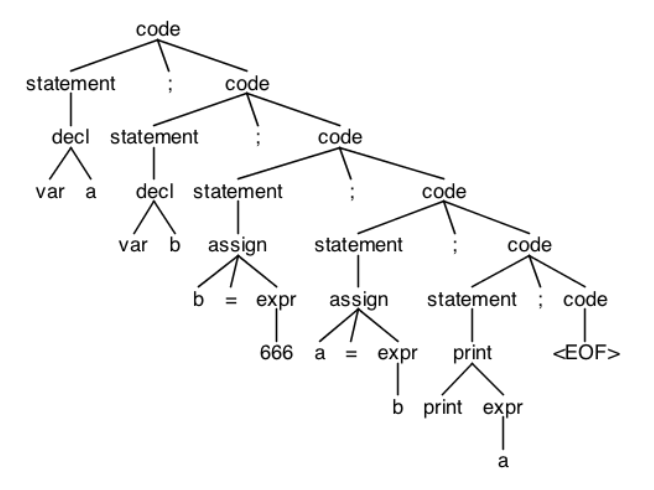 code
statement ; code
decl statement ; code
var a decl statement ; code
var b assign statement ; code
b = expr assign statement ; code
666 a = expr print <EOF>
b print expr
a